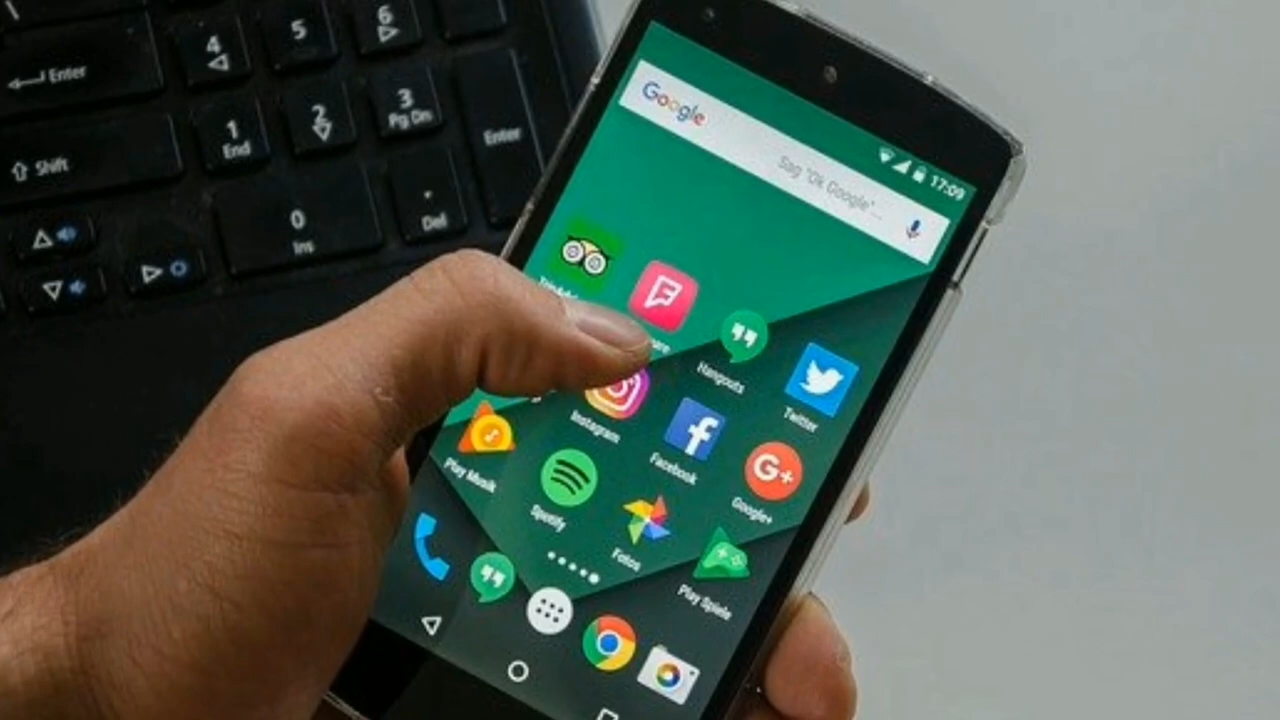 4
5
6
Enter
1
End
2
3
Pg Dn
Enter
Shift
0
Ins
.
Del
Google
17:09
Sag "Ok Google"...
Hangouts
Twitter
Instagram
Facebook
Google+
G+
Play Musik
Spotify
Fotos
Play Spiele